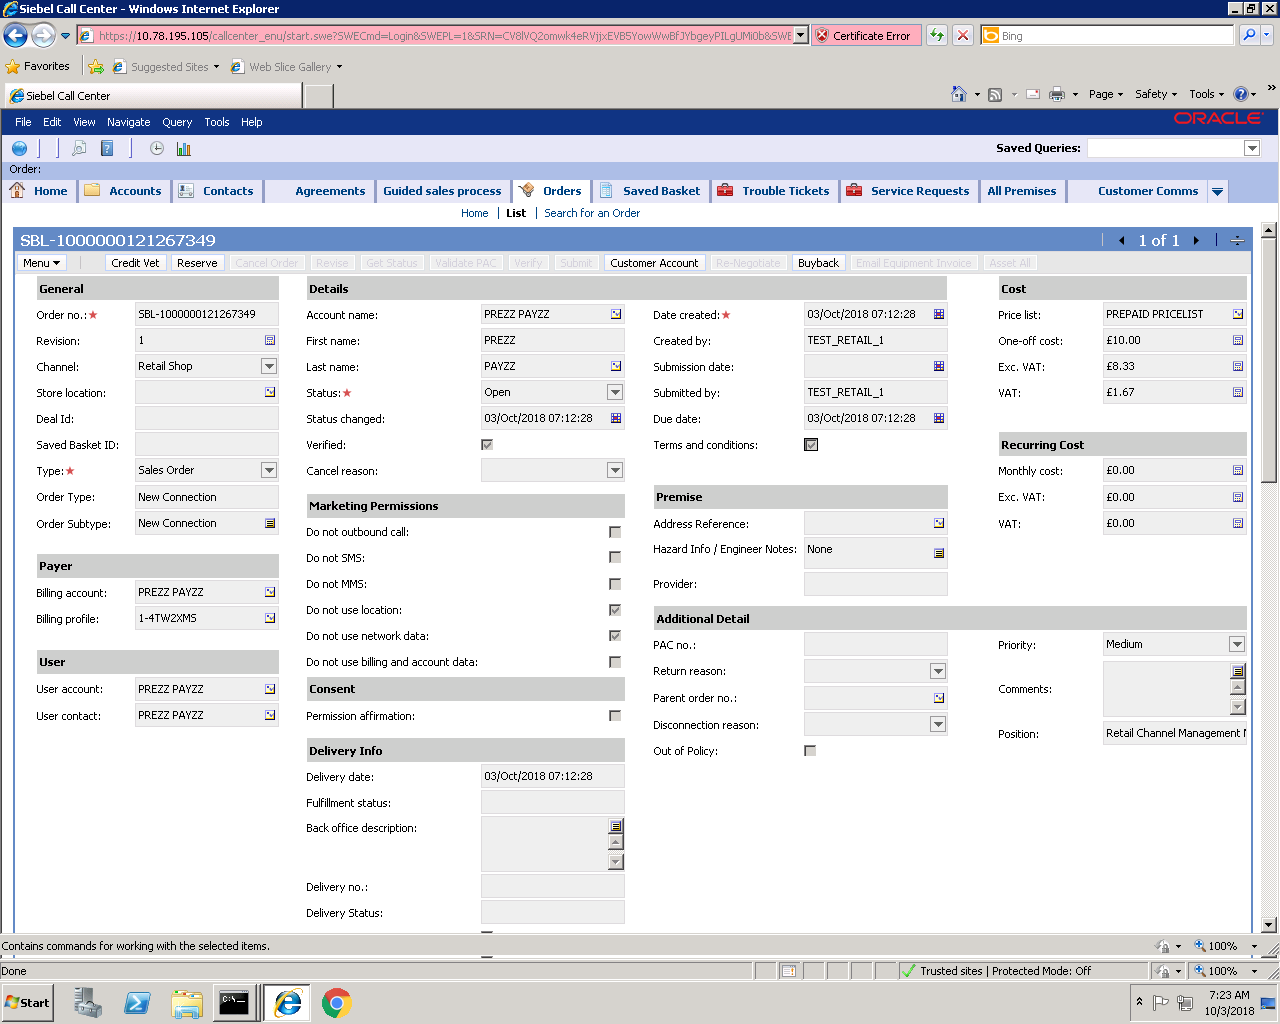 Siebel Call Center - Windows Internet Explorer
https://10.78.195.105/callcenter_enu/start.swe?SWECmd=Login&SWEPL=1&SRN=
Certificate Error
Bing
Favorites
Suggested Sites
Web Slice Gallery
Siebel Call Center
Page
Safety
Tools
File Edit View Navigate Query Tools Help
ORACLE
Saved Queries:
Order:
Home Accounts Contacts Agreements Guided sales process Orders Saved Basket Trouble Tickets Service Requests All Premises Customer Comms
Home List Search for an Order
SBL-1000000121267349
1 of 1
Menu Credit Vet Reserve Cancel Order Revise Get Status Validate PAC Verify Submit Customer Account Re-Negotiate Buyback Email Equipment Invoice Asset All
General
Order no.: SBL-1000000121267349
Revision: 1
Channel: Retail Shop
Store location:
Deal Id:
Saved Basket ID:
Type: Sales Order
Order Type: New Connection
Order Subtype: New Connection
Payer
Billing account: PREZZ PAYZZ
Billing profile: 1-4TW2XMS
User
User account: PREZZ PAYZZ
User contact: PREZZ PAYZZ
Details
Account name: PREZZ PAYZZ
First name: PREZZ
Last name: PAYZZ
Status: Open
Status changed: 03/Oct/2018 07:12:28
Verified:
Cancel reason:
Marketing Permissions
Do not outbound call:
Do not SMS:
Do not MMS:
Do not use location:
Do not use network data:
Do not use billing and account data:
Consent
Permission affirmation:
Delivery Info
Delivery date: 03/Oct/2018 07:12:28
Fulfillment status:
Back office description:
Delivery no.:
Delivery Status:
Date created: 03/Oct/2018 07:12:28
Created by: TEST_RETAIL_1
Submission date:
Submitted by: TEST_RETAIL_1
Due date: 03/Oct/2018 07:12:28
Terms and conditions:
Premise
Address Reference:
Hazard Info / Engineer Notes: None
Provider:
Additional Detail
PAC no.:
Return reason:
Parent order no.:
Disconnection reason:
Out of Policy:
Priority: Medium
Comments:
Position: Retail Channel Management
Cost
Price list: PREPAID PRICELIST
One-off cost: £10.00
Exc. VAT: £8.33
VAT: £1.67
Recurring Cost
Monthly cost: £0.00
Exc. VAT: £0.00
VAT: £0.00
Contains commands for working with the selected items.
100%
Done
Trusted sites | Protected Mode: Off
100%
Start
7:23 AM
10/3/2018